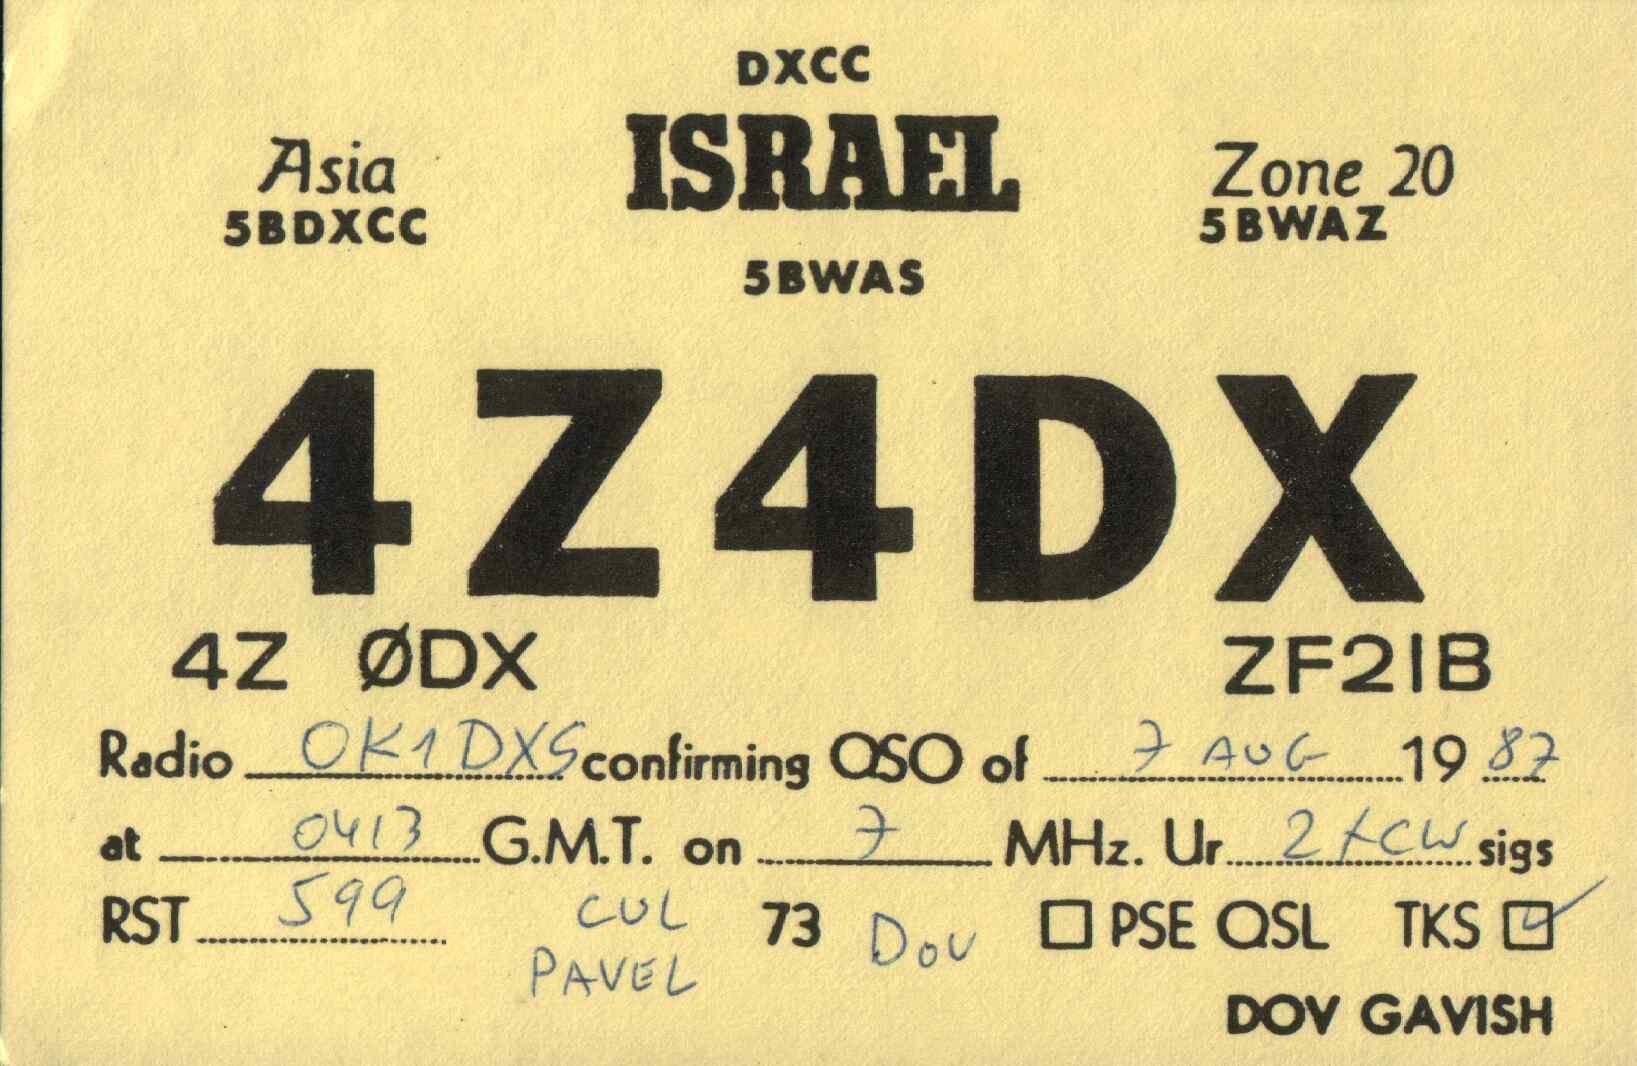 DXCC
ISRAEL
Asia
5BDXCC
Zone 20
5BWAZ
5BWAS
4Z4DX
4Z ØDX ZF2IB
Radio OK1DXS confirming QSO of 7 AUG 1987
at 0413 G.M.T. on 7 MHz. Ur 2XCW sigs
RST 599 CUL 73 Dov PSE QSL TKS
PAVEL
DOV GAVISH